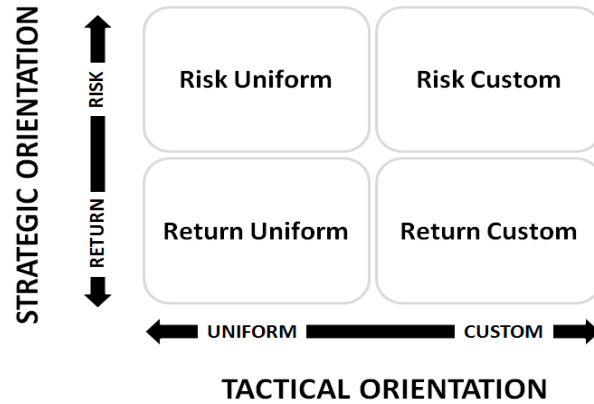 STRATEGIC ORIENTATION
RISK
RETURN
Risk Uniform
Risk Custom
Return Uniform
Return Custom
UNIFORM
CUSTOM
TACTICAL ORIENTATION